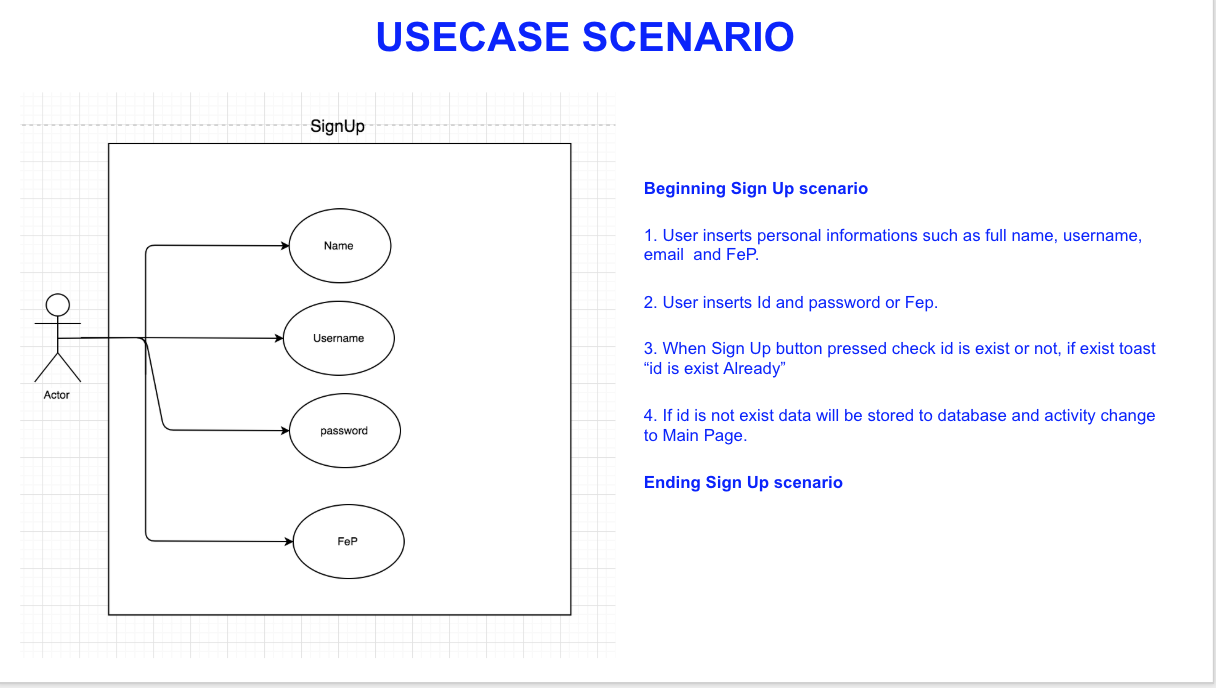 USECASE SCENARIO
SignUp
Name
Username
password
FeP
Actor
Beginning Sign Up scenario
1. User inserts personal informations such as full name, username,
email  and FeP.
2. User inserts Id and password or Fep.
3. When Sign Up button pressed check id is exist or not, if exist toast
“id is exist Already”
4. If id is not exist data will be stored to database and activity change
to Main Page.
Ending Sign Up scenario